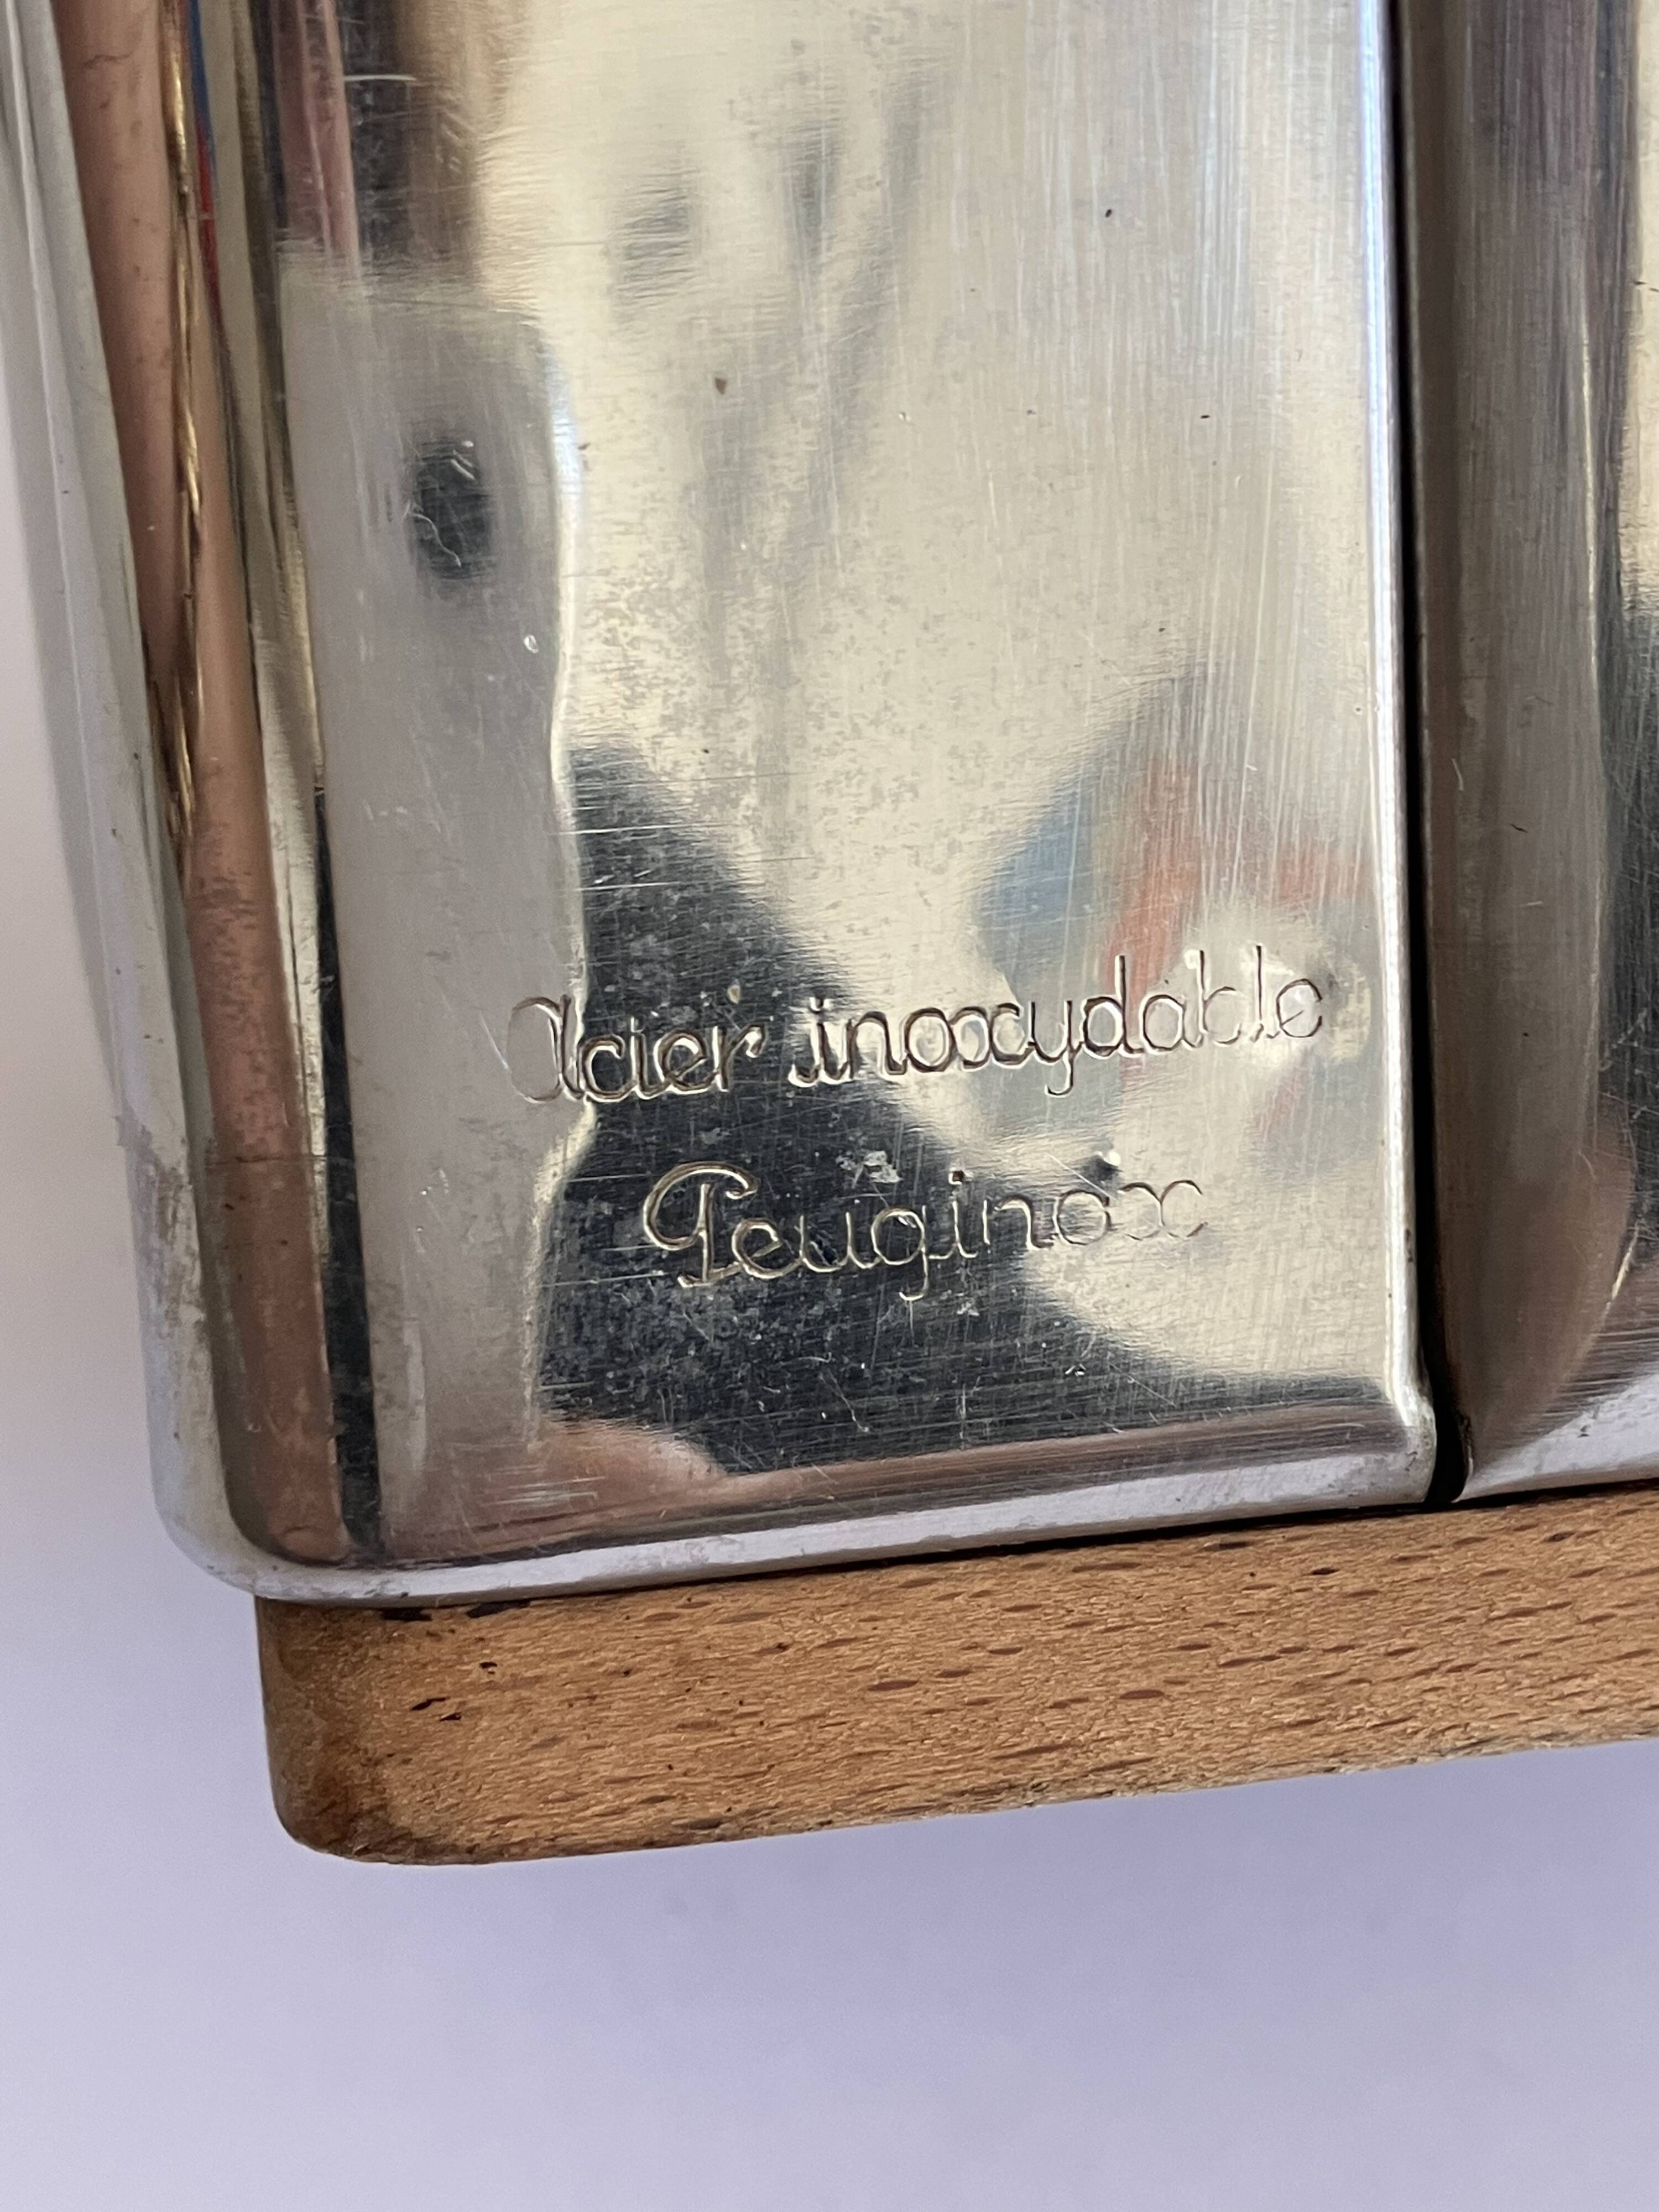 Acier inoxydable
Peuginox